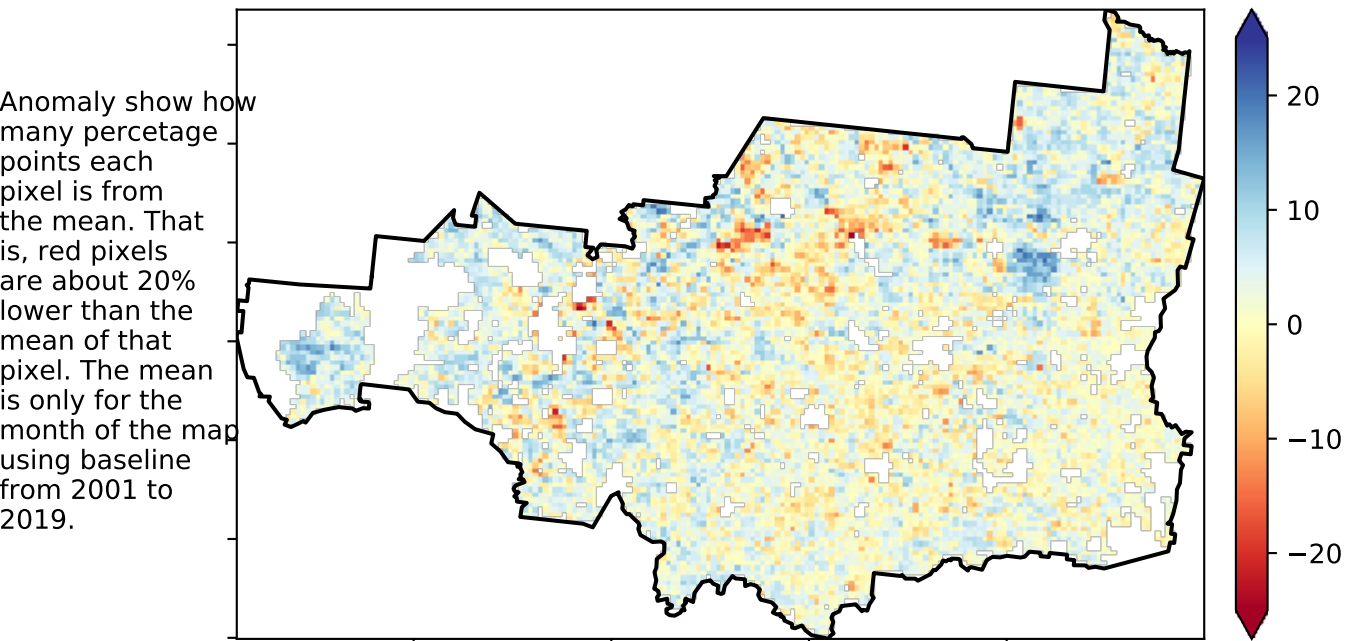 Anomaly show how
many percetage
points each
pixel is from
the mean. That
is, red pixels
are about 20%
lower than the
mean of that
pixel. The mean
is only for the
month of the map
using baseline
from 2001 to
2019.
20
10
0
−10
−20